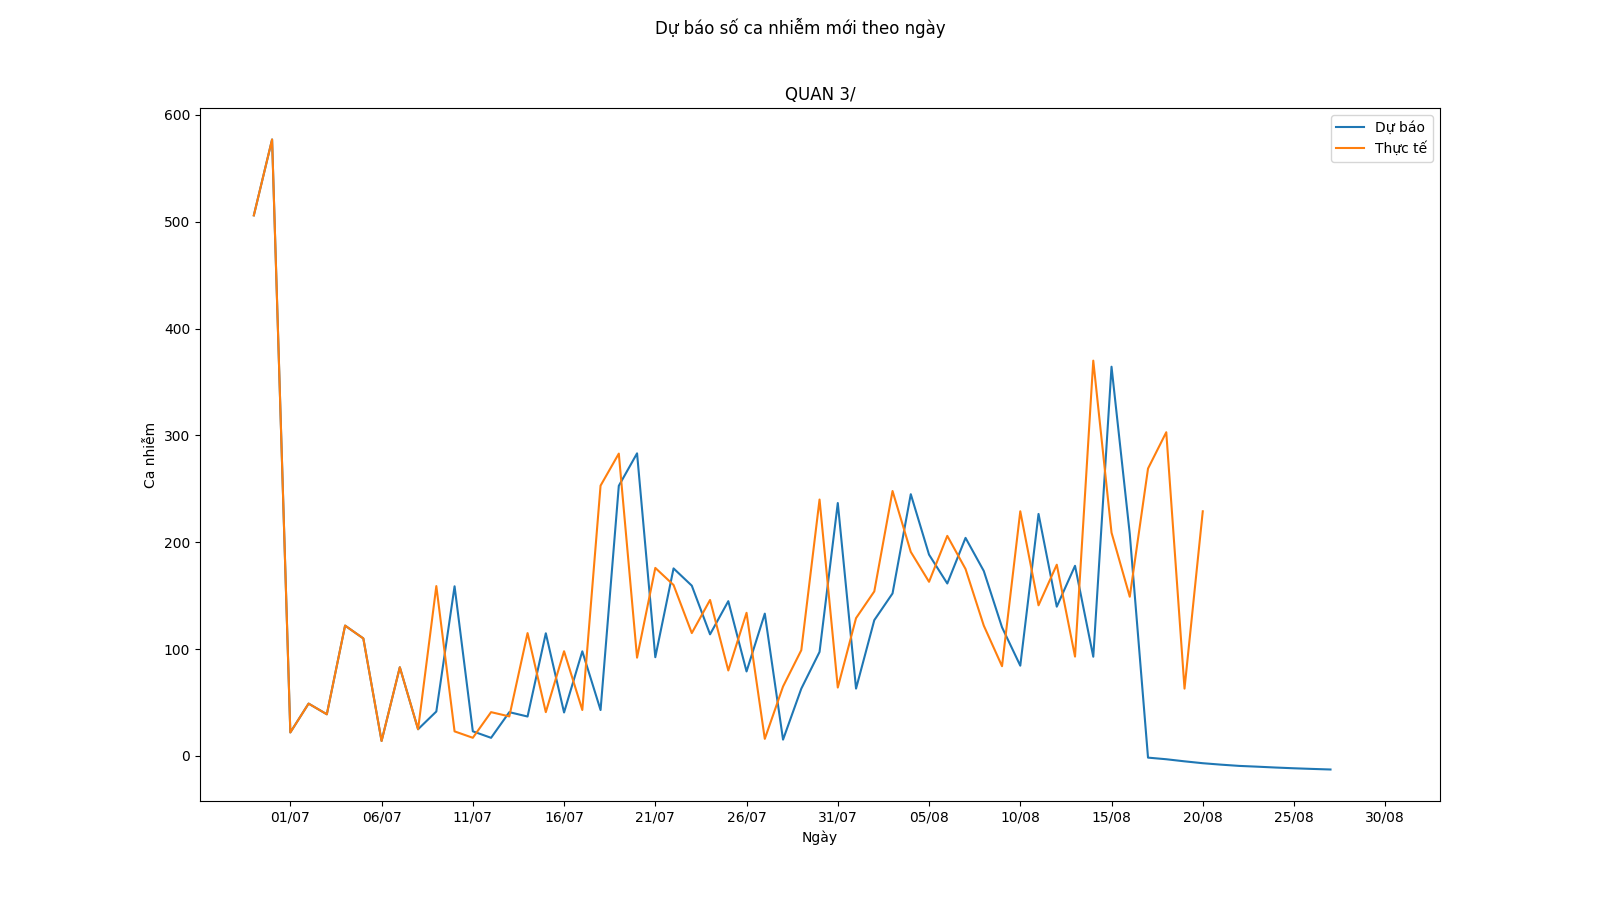 Dự báo số ca nhiễm mới theo ngày
QUAN 3/
600
500
400
300
200
100
0
Ca nhiễm
Dự báo
Thực tế
01/07 06/07 11/07 16/07 21/07 26/07 31/07 05/08 10/08 15/08 20/08 25/08 30/08
Ngày